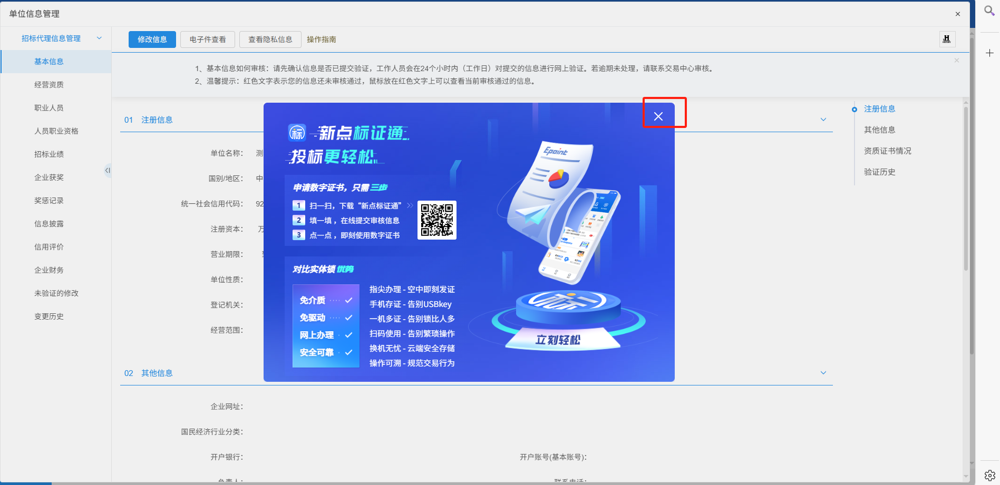 单位信息管理
招标代理信息管理
基本信息
经营资质
职业人员
人员职业资格
招标业绩
企业获奖
奖惩记录
信息披露
信用评价
企业财务
未验证的修改
变更历史
修改信息 电子件查看 查看隐私信息 操作指南
1、基本信息如何审核：请先确认信息是否已提交验证，工作人员会在24个小时内（工作日）对提交的信息进行网上验证。若逾期未处理，请联系交易中心审核。
2、温馨提示：红色文字表示您的信息还未审核通过，鼠标放在红色文字上可以查看当前审核通过的信息。
01 注册信息
单位名称： 测
国别/地区： 中
统一社会信用代码： 92
注册资本： 万
营业期限：
单位性质：
登记机关：
经营范围：
标 新点标证通
投标更轻松
申请数字证书，只需三步
1 扫一扫，下载“新点标证通”
2 填一填，在线提交审核信息
3 点一点，即刻使用数字证书
对比实体锁优势
免介质
免驱动
网上办理
安全可靠
指尖办理 - 空中即刻发证
手机存证 - 告别USBkey
一机多证 - 告别锁比人多
扫码使用 - 告别繁琐操作
换机无忧 - 云端安全存储
操作可溯 - 规范交易行为
Epoint
立刻轻松
02 其他信息
企业网址：
国民经济行业分类：
开户银行： 开户账号(基本账号)：
负责人： 联系电话：
注册信息
其他信息
资质证书情况
验证历史